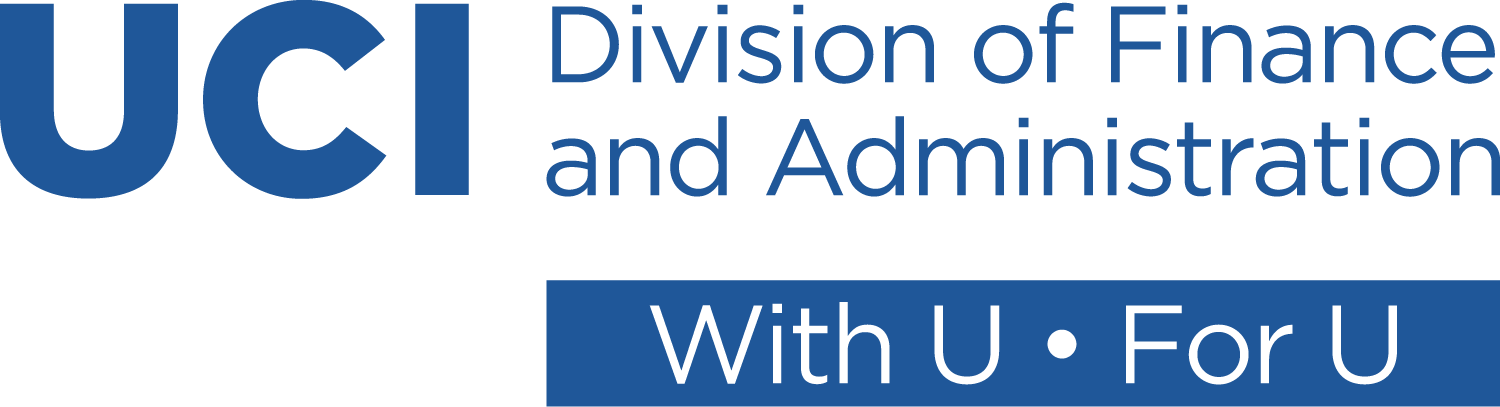 UCI
Division of Finance
and Administration
With U • For U